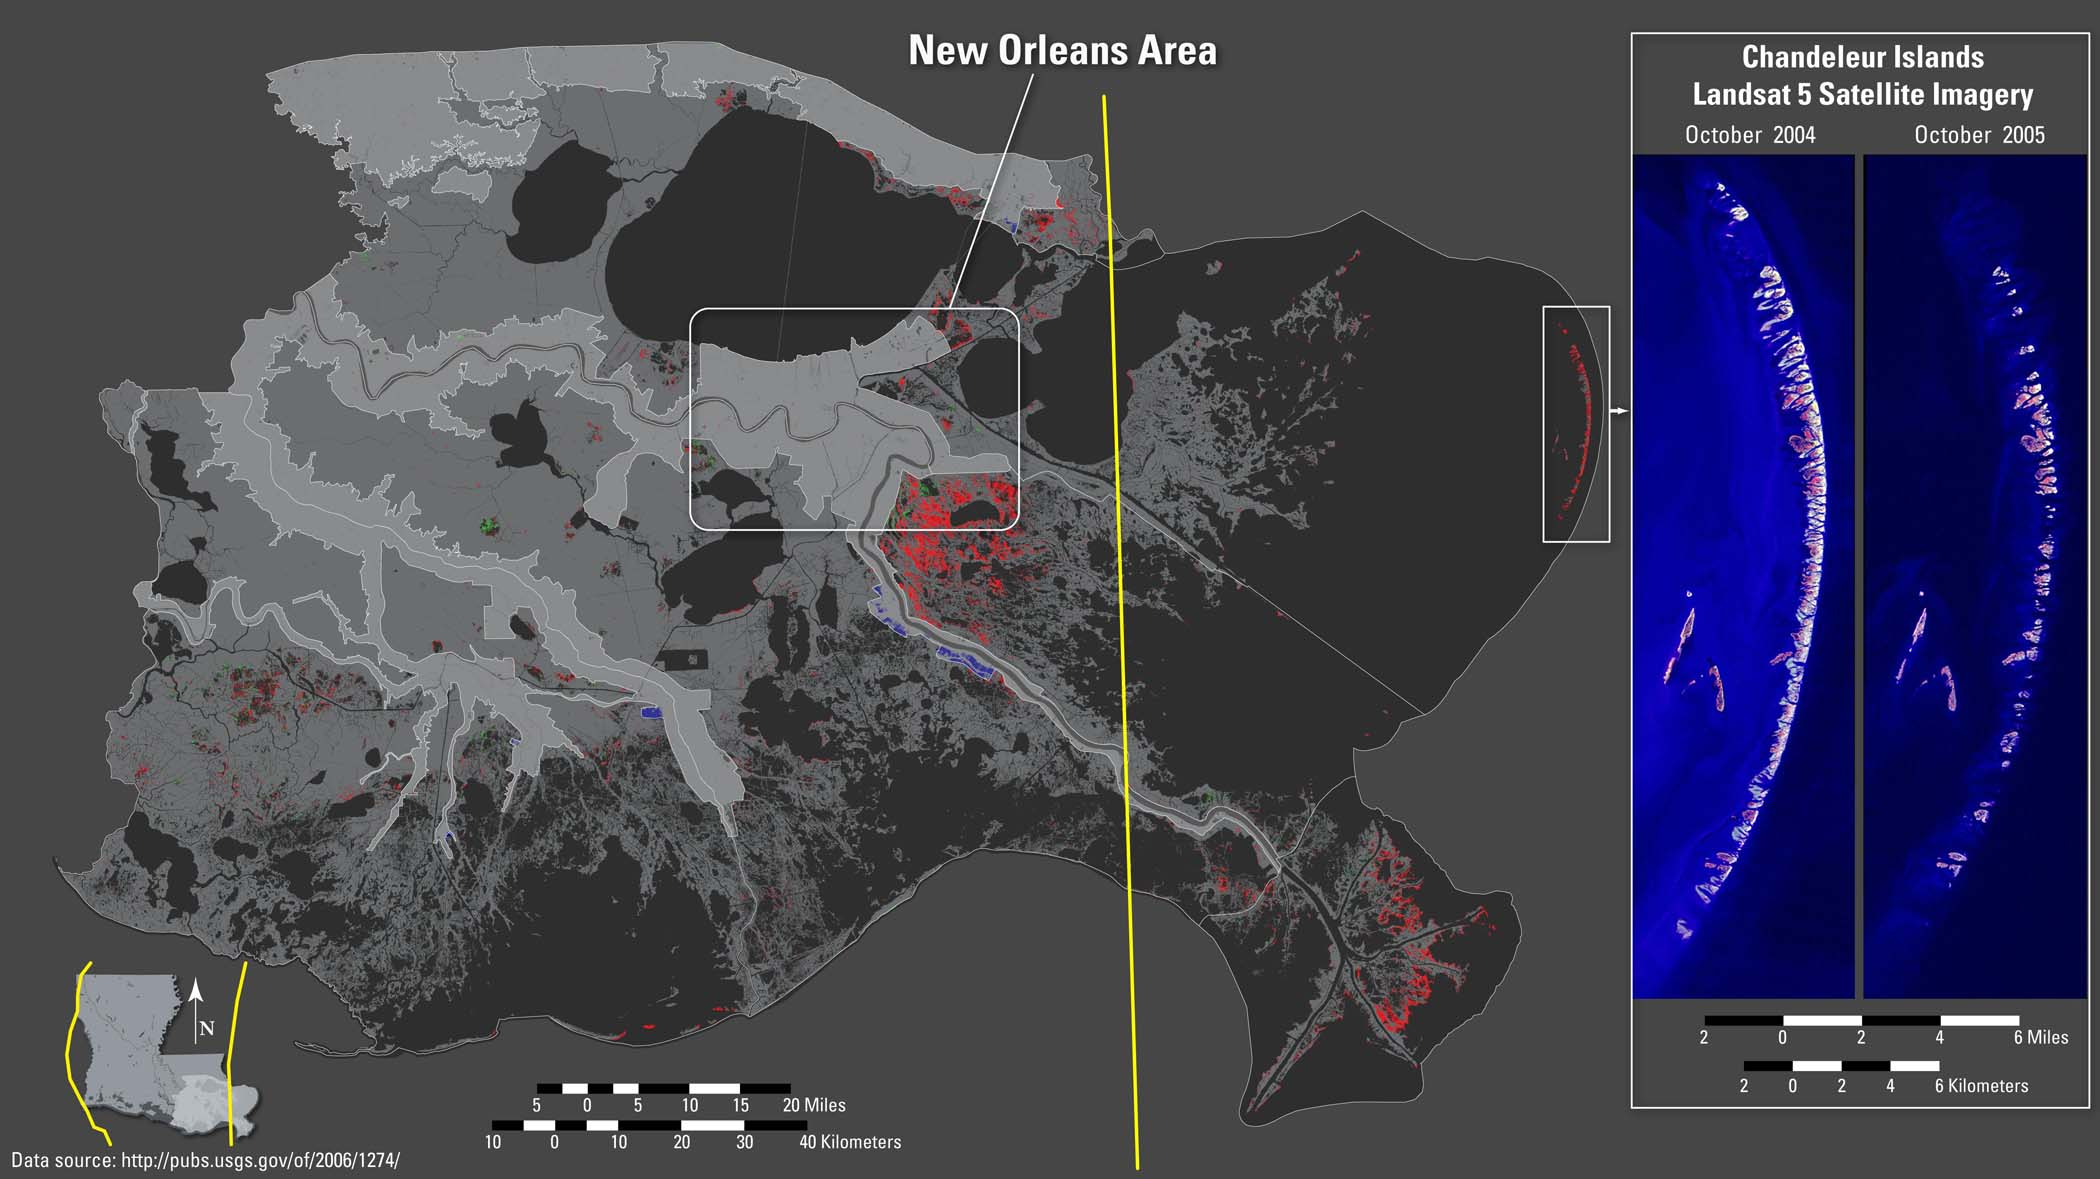 New Orleans Area
Chandeleur Islands
Landsat 5 Satellite Imagery
October 2004
October 2005
2 0 2 4 6 Miles
2 0 2 4 6 Kilometers
N
5 0 5 10 15 20 Miles
10 0 10 20 30 40 Kilometers
Data source: http://pubs.usgs.gov/of/2006/1274/